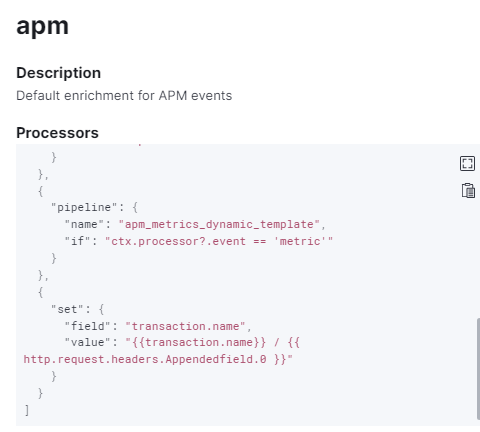 apm
Description
Default enrichment for APM events
Processors
}
},
{
"pipeline": {
"name": "apm_metrics_dynamic_template",
"if": "ctx.processor?.event == 'metric'"
}
},
{
"set": {
"field": "transaction.name",
"value": "{{transaction.name}} / {{
http.request.headers.Appendedfield.0 }}"
}
}
]